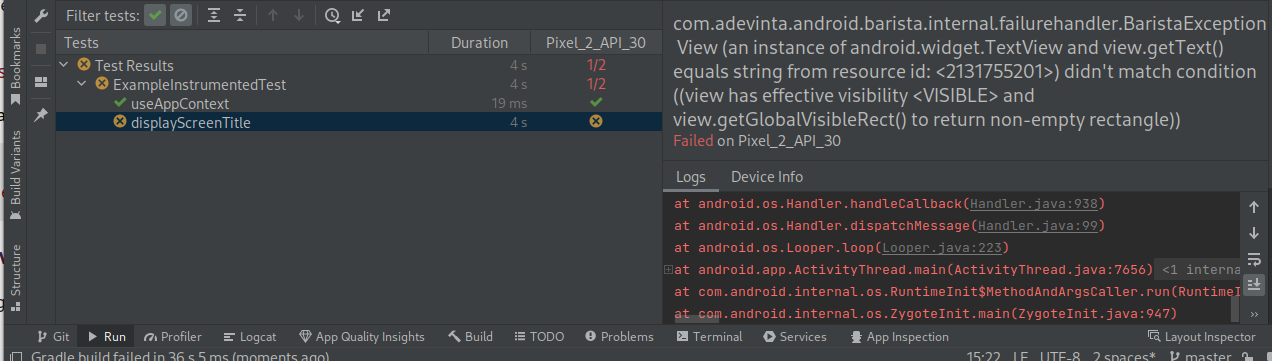 Filter tests:
Tests Duration Pixel_2_API_30
Test Results 4 s 1/2
ExampleInstrumentedTest 4 s 1/2
useAppContext 19 ms
displayScreenTitle 4 s
com.adevinta.android.barista.internal.failurehandler.BaristaException
View (an instance of android.widget.TextView and view.getText()
equals string from resource id: <2131755201>) didn't match condition
((view has effective visibility <VISIBLE> and
view.getGlobalVisibleRect() to return non-empty rectangle))
Failed on Pixel_2_API_30
Logs Device Info
at android.os.Handler.handleCallback(Handler.java:938)
at android.os.Handler.dispatchMessage(Handler.java:99)
at android.os.Looper.loop(Looper.java:223)
at android.app.ActivityThread.main(ActivityThread.java:7656) <1 interna
at com.android.internal.os.RuntimeInit$MethodAndArgsCaller.run(RuntimeI
at com.android.internal.os.ZygoteInit.main(ZygoteInit.java:947)
Bookmarks
Build Variants
Structure
Git Run Profiler Logcat App Quality Insights Build TODO Problems Terminal Services App Inspection Layout Inspector
Gradle build failed in 36 s 5 ms (moments ago) 15:22 LF UTF-8 2 spaces* master